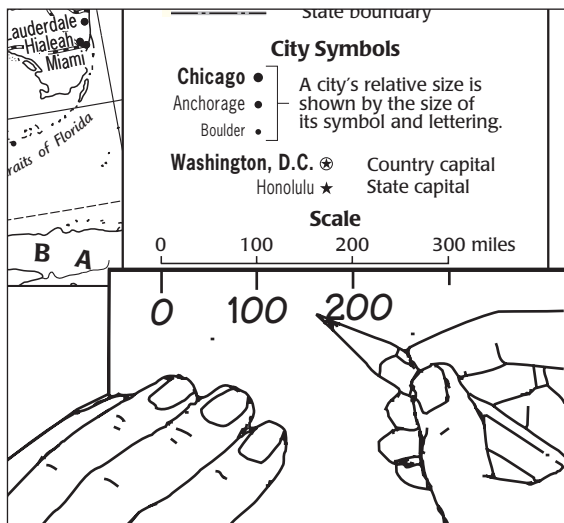 State boundary
auderdale
Hialeah
Miami
raits of Florida
B A
City Symbols
Chicago
Anchorage
Boulder
A city's relative size is
shown by the size of
its symbol and lettering.
Washington, D.C. Country capital
Honolulu State capital
Scale
0 100 200 300 miles
0 100 200